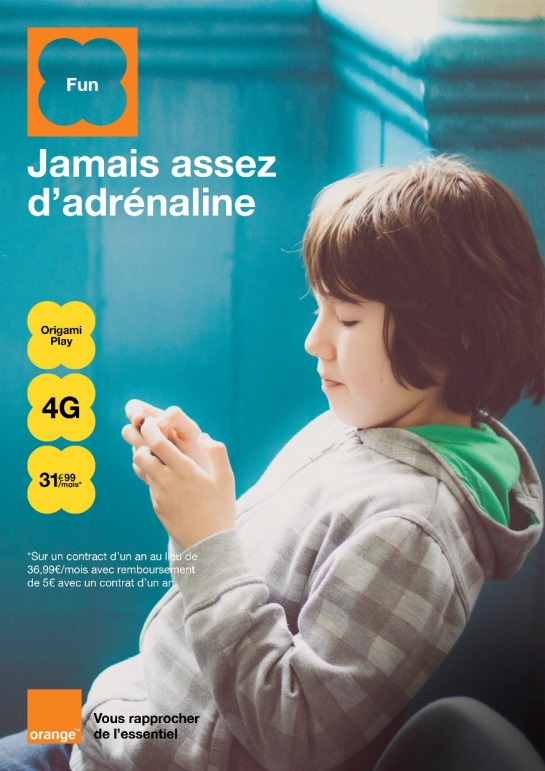 Fun
Jamais assez
d'adrénaline
Origami
Play
4G
31€99
/mois*
*Sur un contract d'un an au lieu de
36,99€/mois avec remboursement
de 5€ avec un contrat d'un an
orange™
Vous rapprocher
de l'essentiel